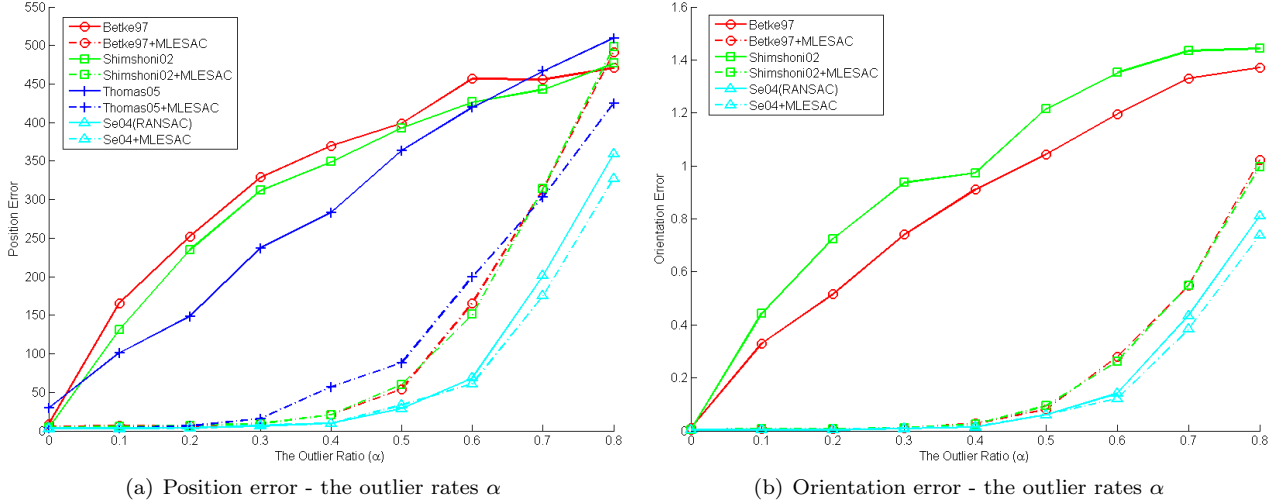 550
500
450
400
350
300
250
200
150
100
50
0
Position Error
Betke97
Betke97+MLESAC
Shimshoni02
Shimshoni02+MLESAC
Thomas05
Thomas05+MLESAC
Se04(RANSAC)
Se04+MLESAC
0 0.1 0.2 0.3 0.4 0.5 0.6 0.7 0.8
The Outlier Ratio (α)
(a) Position error - the outlier rates α
1.6
1.4
1.2
1
0.8
0.6
0.4
0.2
0
Orientation Error
Betke97
Betke97+MLESAC
Shimshoni02
Shimshoni02+MLESAC
Se04(RANSAC)
Se04+MLESAC
0 0.1 0.2 0.3 0.4 0.5 0.6 0.7 0.8
The Outlier Ratio (α)
(b) Orientation error - the outlier rates α